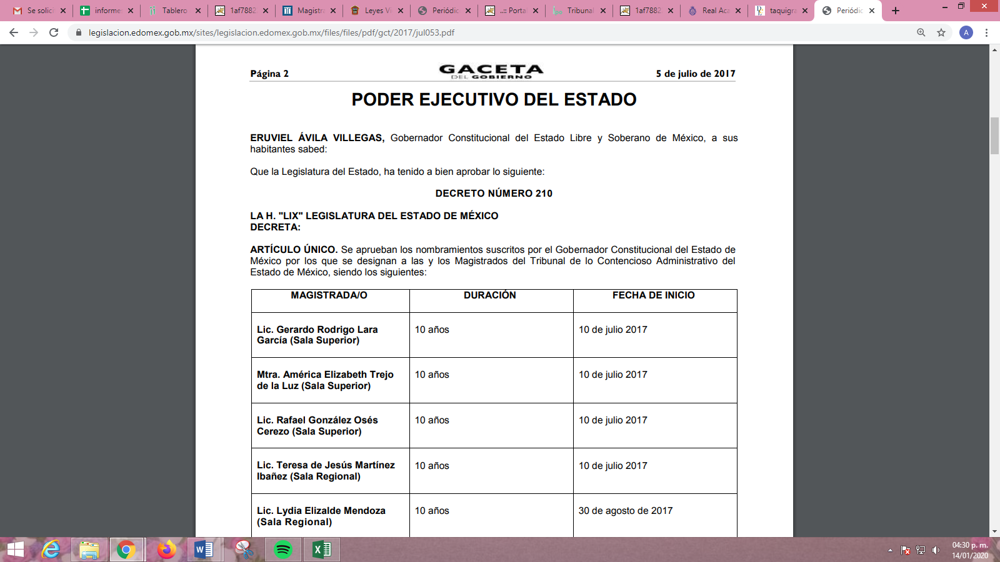 Se solici
informe
Tablero
1af7882
Magistra
Leyes Vi
Periódic
..:: Portal
Tribunal
1af7882
Real Aca
taquigra
Periódic
legislacion.edomex.gob.mx/sites/legislacion.edomex.gob.mx/files/files/pdf/gct/2017/jul053.pdf
A
Página 2
GACETA
DEL GOBIERNO
5 de julio de 2017
PODER EJECUTIVO DEL ESTADO
ERUVIEL ÁVILA VILLEGAS, Gobernador Constitucional del Estado Libre y Soberano de México, a sus
habitantes sabed:
Que la Legislatura del Estado, ha tenido a bien aprobar lo siguiente:
DECRETO NÚMERO 210
LA H. "LIX" LEGISLATURA DEL ESTADO DE MÉXICO
DECRETA:
ARTÍCULO ÚNICO. Se aprueban los nombramientos suscritos por el Gobernador Constitucional del Estado de
México por los que se designan a las y los Magistrados del Tribunal de lo Contencioso Administrativo del
Estado de México, siendo los siguientes:
MAGISTRADA/O DURACIÓN FECHA DE INICIO
Lic. Gerardo Rodrigo Lara 10 años 10 de julio 2017
García (Sala Superior)
Mtra. América Elizabeth Trejo 10 años 10 de julio 2017
de la Luz (Sala Superior)
Lic. Rafael González Osés 10 años 10 de julio 2017
Cerezo (Sala Superior)
Lic. Teresa de Jesús Martínez 10 años 10 de julio 2017
Ibañez (Sala Regional)
Lic. Lydia Elizalde Mendoza 10 años 30 de agosto de 2017
(Sala Regional)
04:30 p. m.
14/01/2020